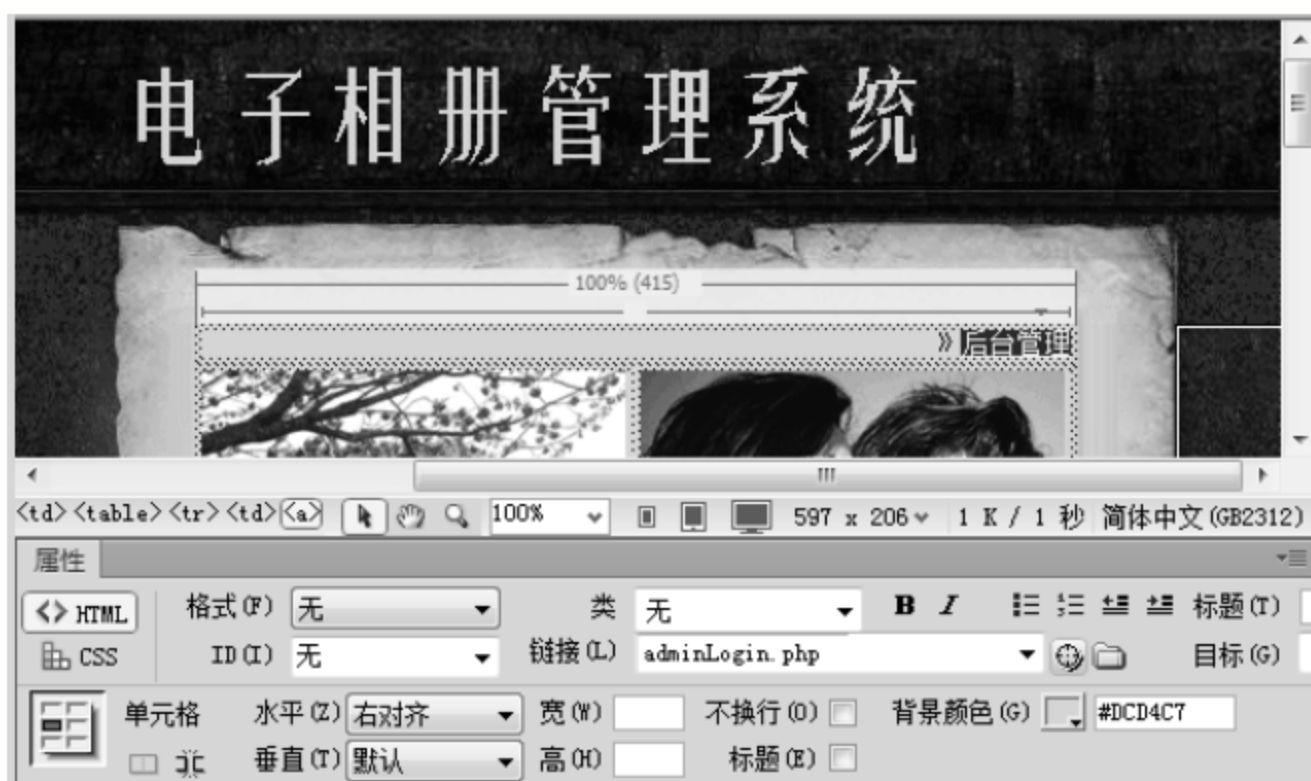 电子相册管理系统
100% (415)
» 后台管理
<td> <table> <tr> <td> <a> 100% 597 x 206 1 K / 1 秒 简体中文(GB2312)
属性
<> HTML 格式(F) 无 类 无 B I 标题(T)
CSS ID(I) 无 链接(L) adminLogin.php 目标(G)
单元格 水平(Z) 右对齐 宽(W) 不换行(O) 背景颜色(G) #DCD4C7
垂直(T) 默认 高(H) 标题(E)